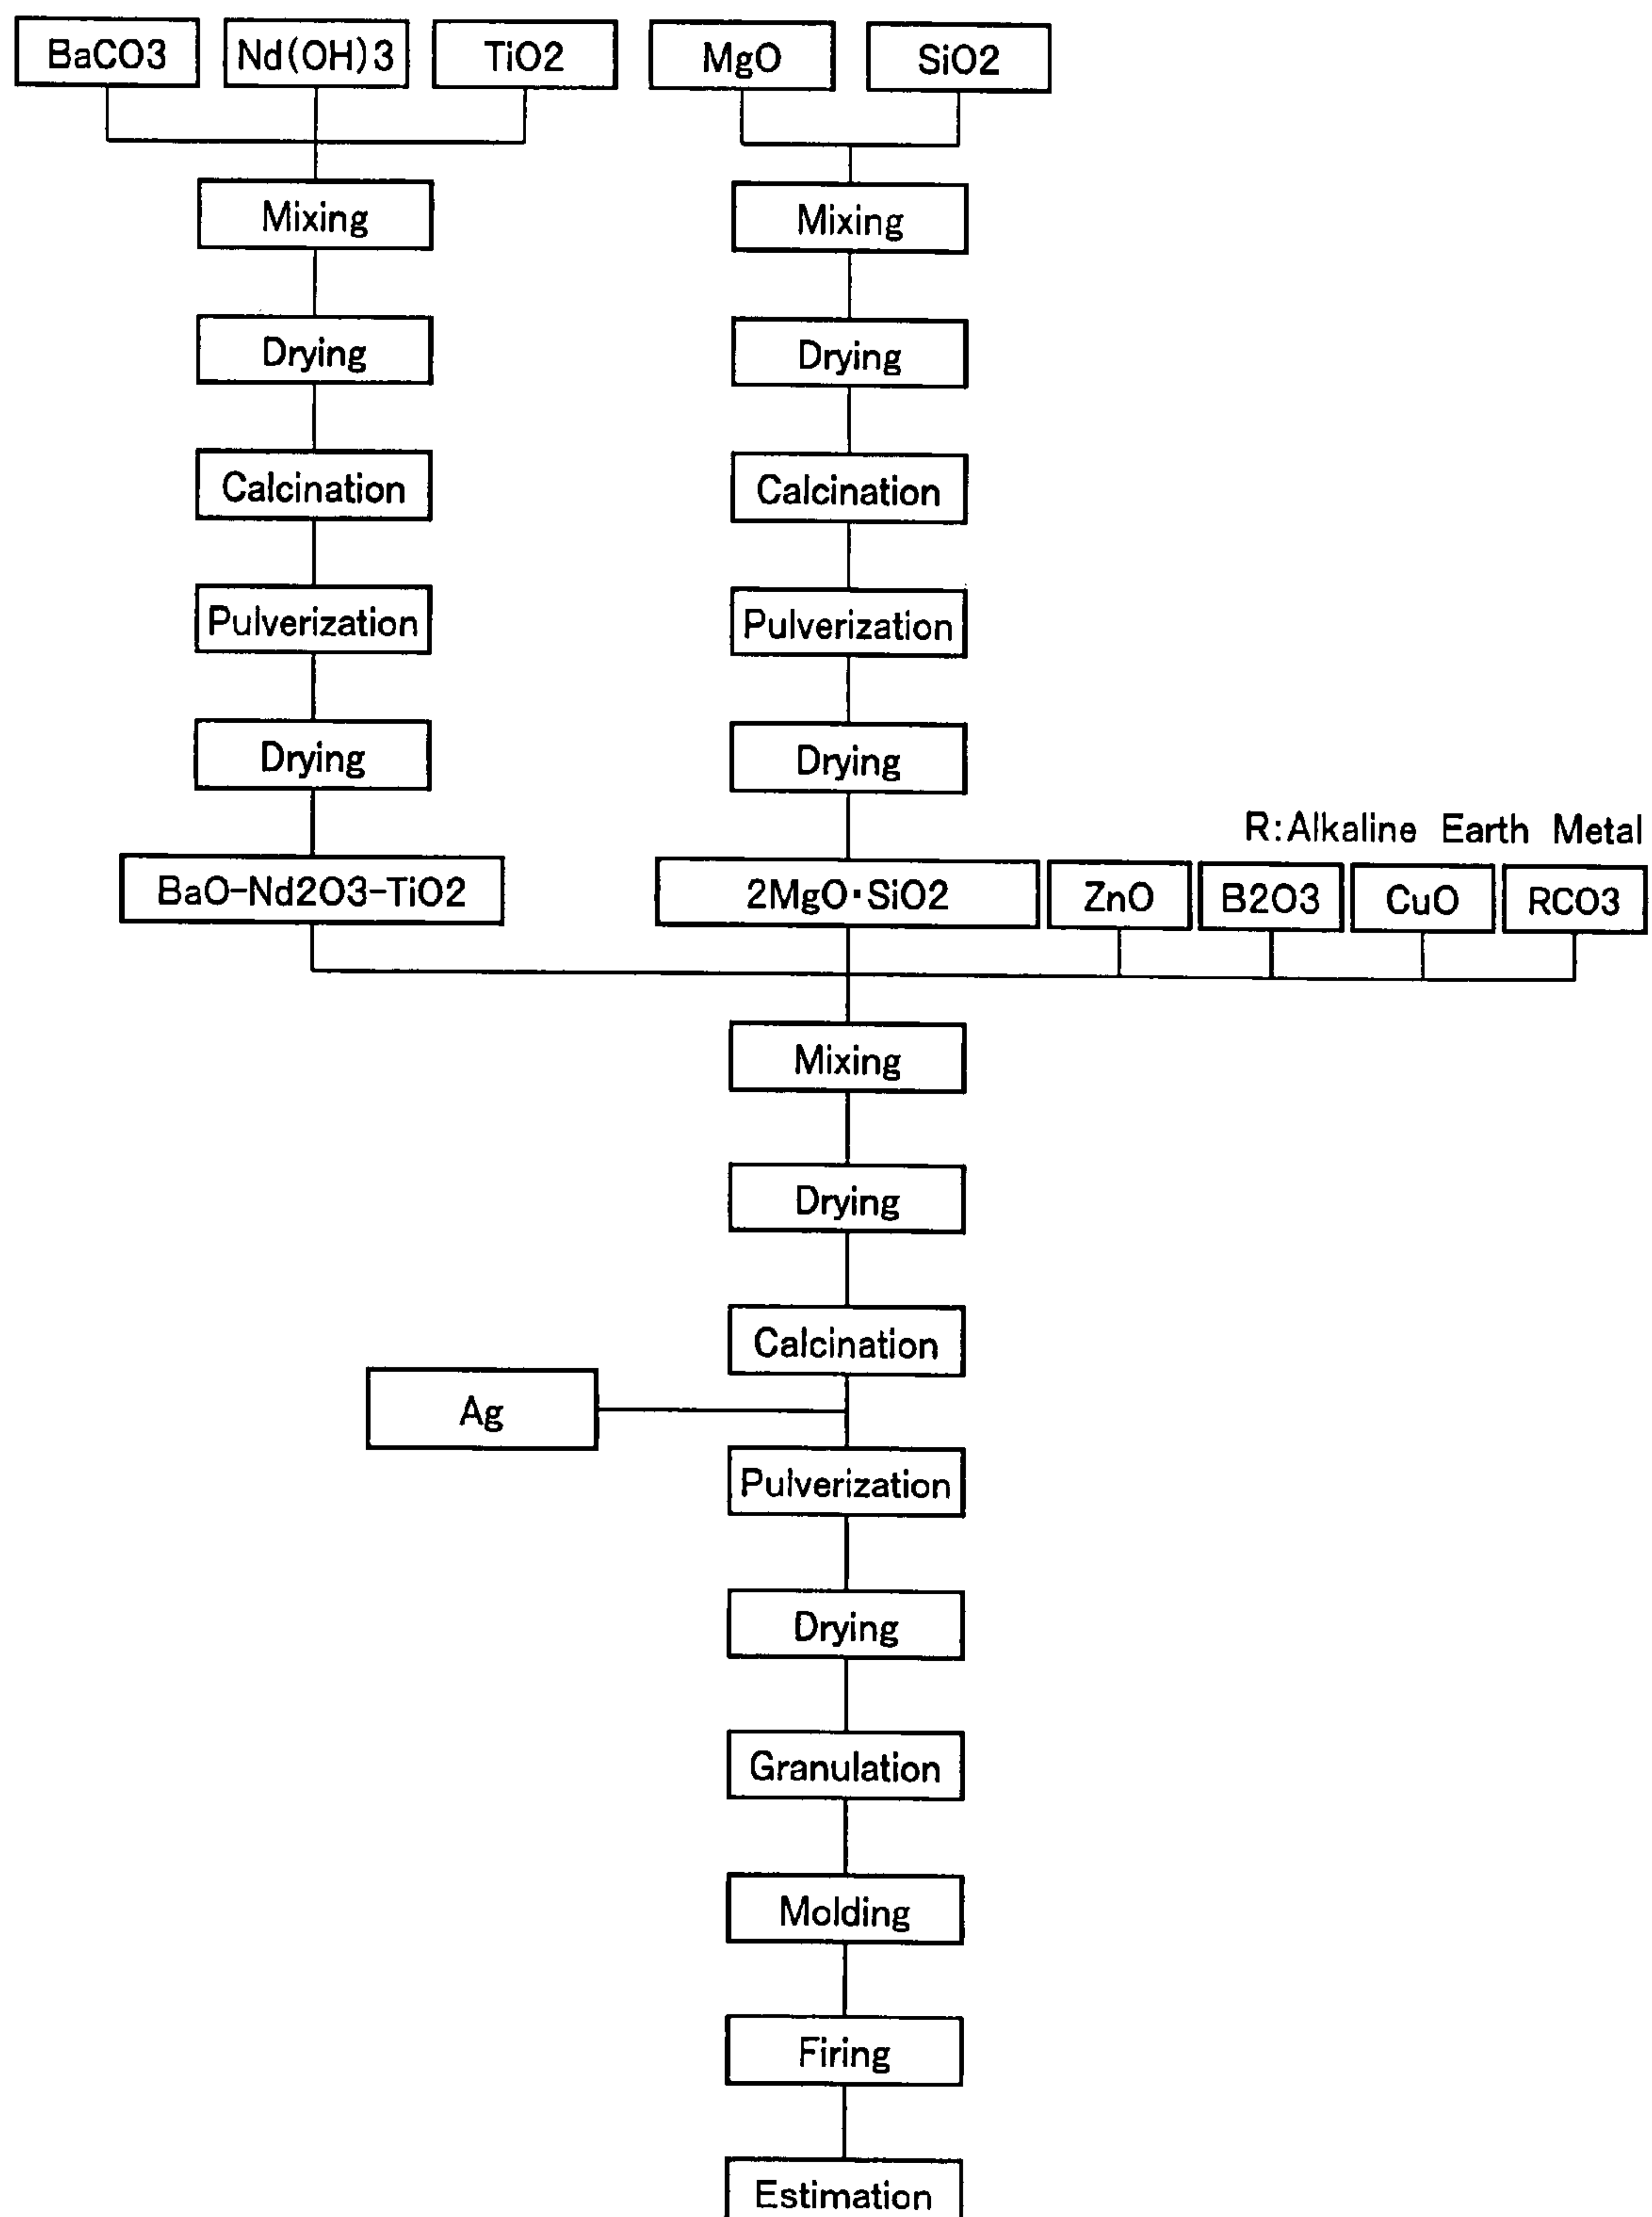 BaCO3 Nd(OH)3 TiO2 MgO SiO2
Mixing Mixing
Drying Drying
Calcination Calcination
Pulverization Pulverization
Drying Drying
R:Alkaline Earth Metal
BaO-Nd2O3-TiO2 2MgO·SiO2 ZnO B2O3 CuO RCO3
Mixing
Drying
Calcination
Ag
Pulverization
Drying
Granulation
Molding
Firing
Estimation